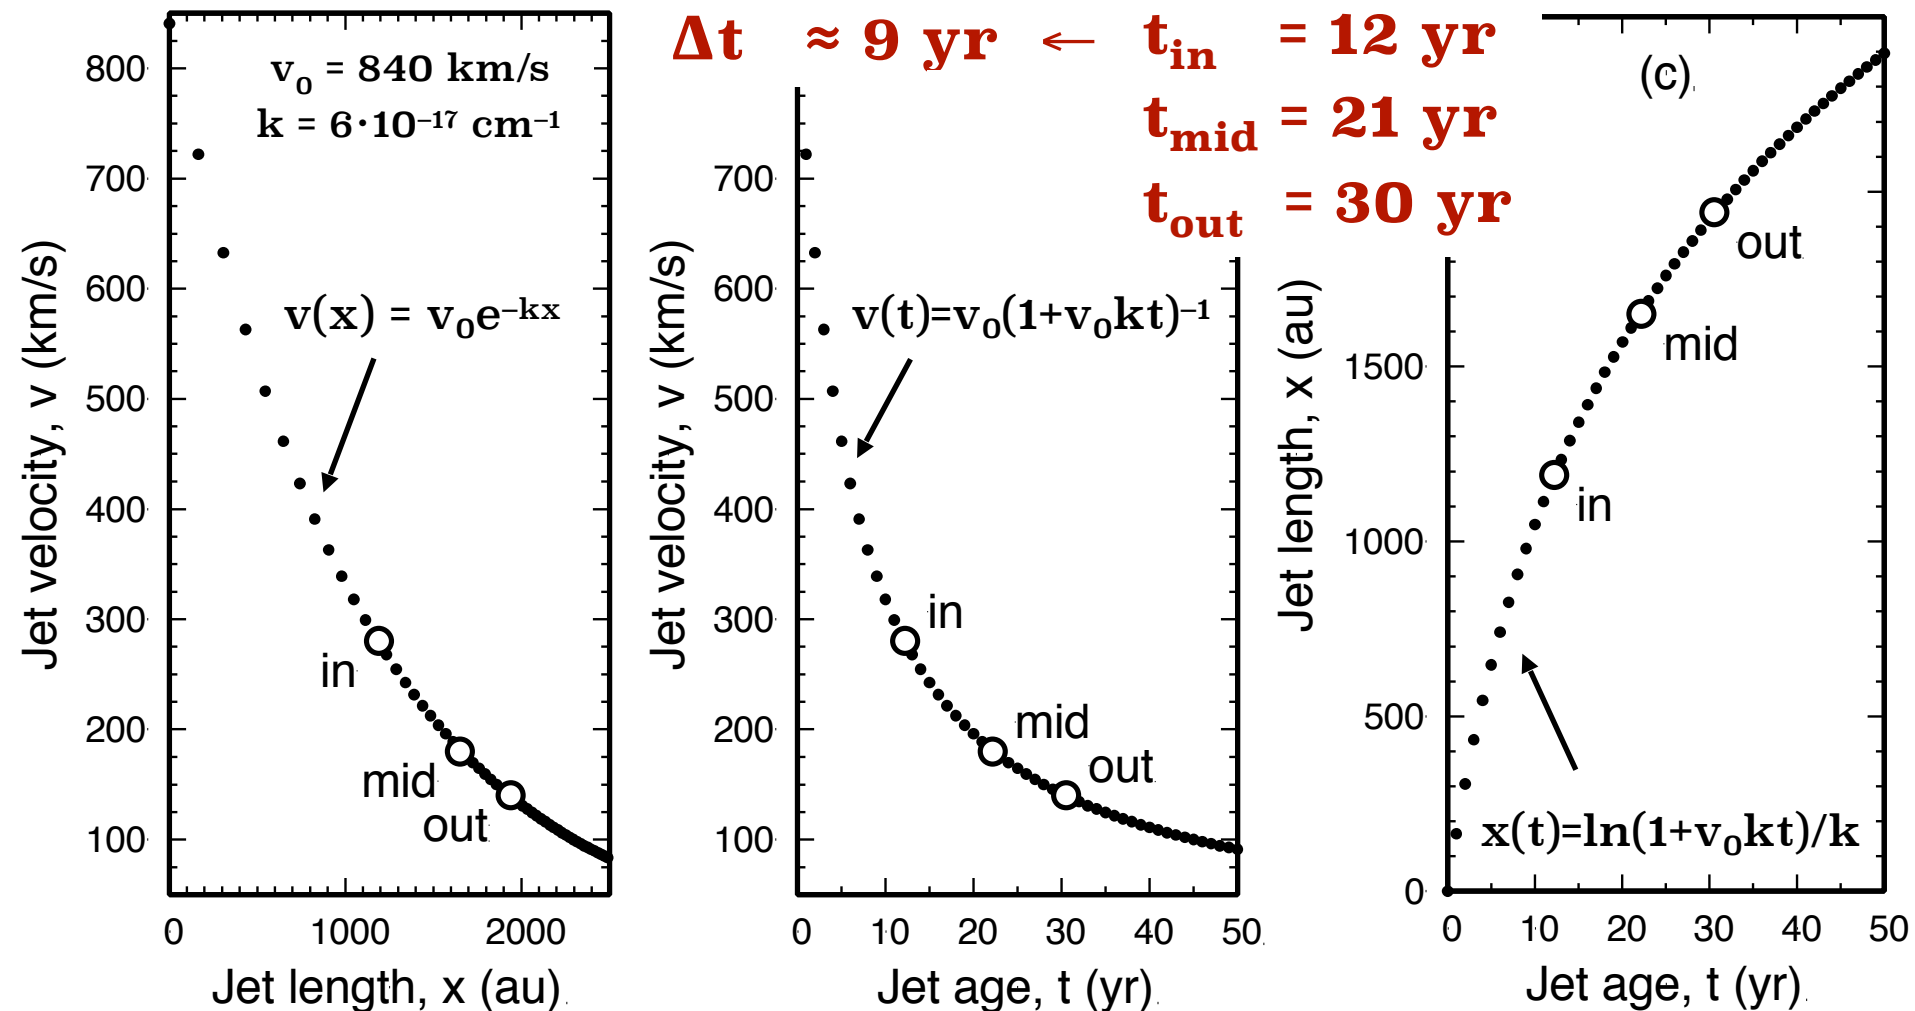 Δt ≈ 9 yr ← t_in = 12 yr
t_mid = 21 yr
t_out = 30 yr
v₀ = 840 km/s
k = 6·10⁻¹⁷ cm⁻¹
v(x) = v₀e⁻ᵏˣ
in
mid
out
800
700
600
500
400
300
200
100
0 1000 2000
Jet velocity, v (km/s)
Jet length, x (au)
v(t)=v₀(1+v₀kt)⁻¹
in
mid
out
700
600
500
400
300
200
100
0 10 20 30 40 50
Jet velocity, v (km/s)
Jet age, t (yr)
(c)
out
mid
in
x(t)=ln(1+v₀kt)/k
1500
1000
500
0
0 10 20 30 40 50
Jet length, x (au)
Jet age, t (yr)